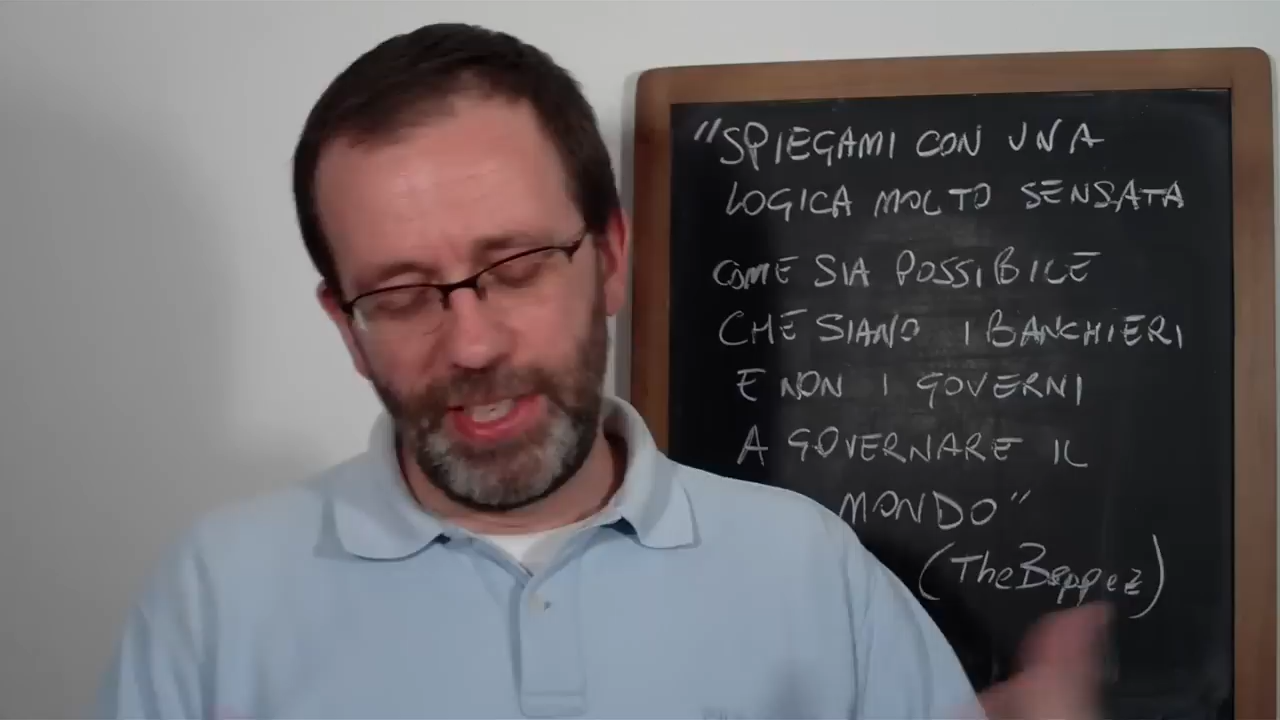 "SPIEGAMI CON UNA
LOGICA MOLTO SENSATA
COME SIA POSSIBILE
CHE SIANO I BANCHIERI
E NON I GOVERNI
A GOVERNARE IL
MONDO"
(TheBeppez)